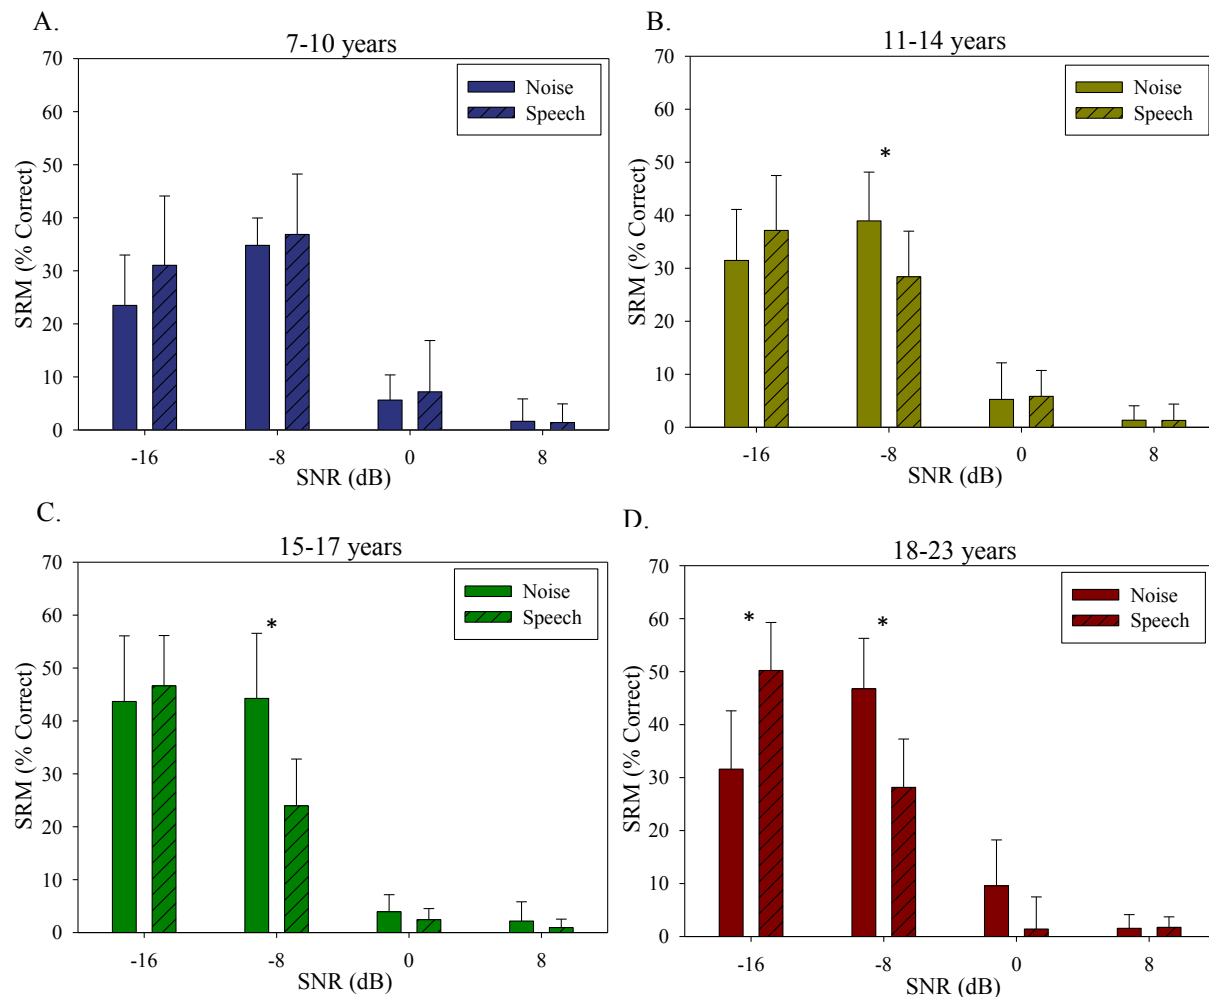 A.
7-10 years
70
60
50
40
30
20
10
0
SRM (% Correct)
Noise
Speech
-16
-8
0
8
SNR (dB)
B.
11-14 years
70
60
50
40
30
20
10
0
SRM (% Correct)
Noise
Speech
*
-16
-8
0
8
SNR (dB)
C.
15-17 years
70
60
50
40
30
20
10
0
SRM (% Correct)
Noise
Speech
*
-16
-8
0
8
SNR (dB)
D.
18-23 years
70
60
50
40
30
20
10
0
SRM (% Correct)
Noise
Speech
*
*
-16
-8
0
8
SNR (dB)